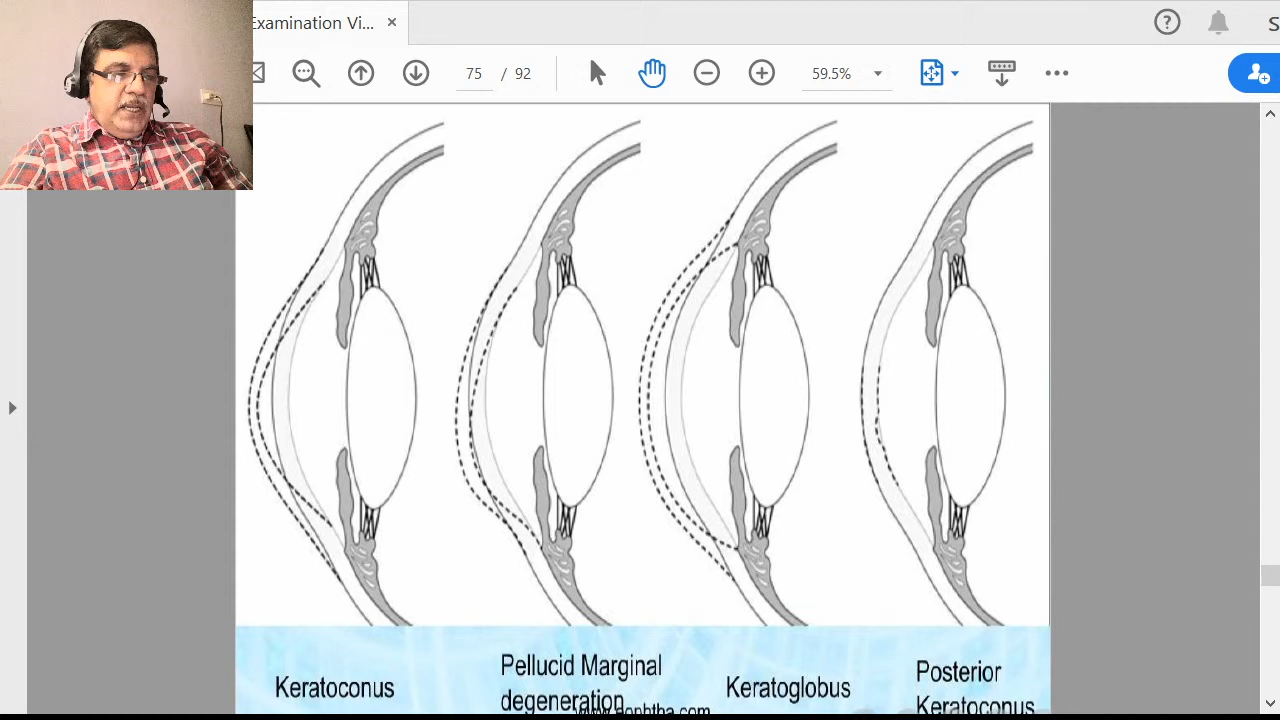 Examination Vi... ×
S
75 / 92
59.5%
Keratoconus
Pellucid Marginal
degeneration
Keratoglobus
Posterior
Keratoconus